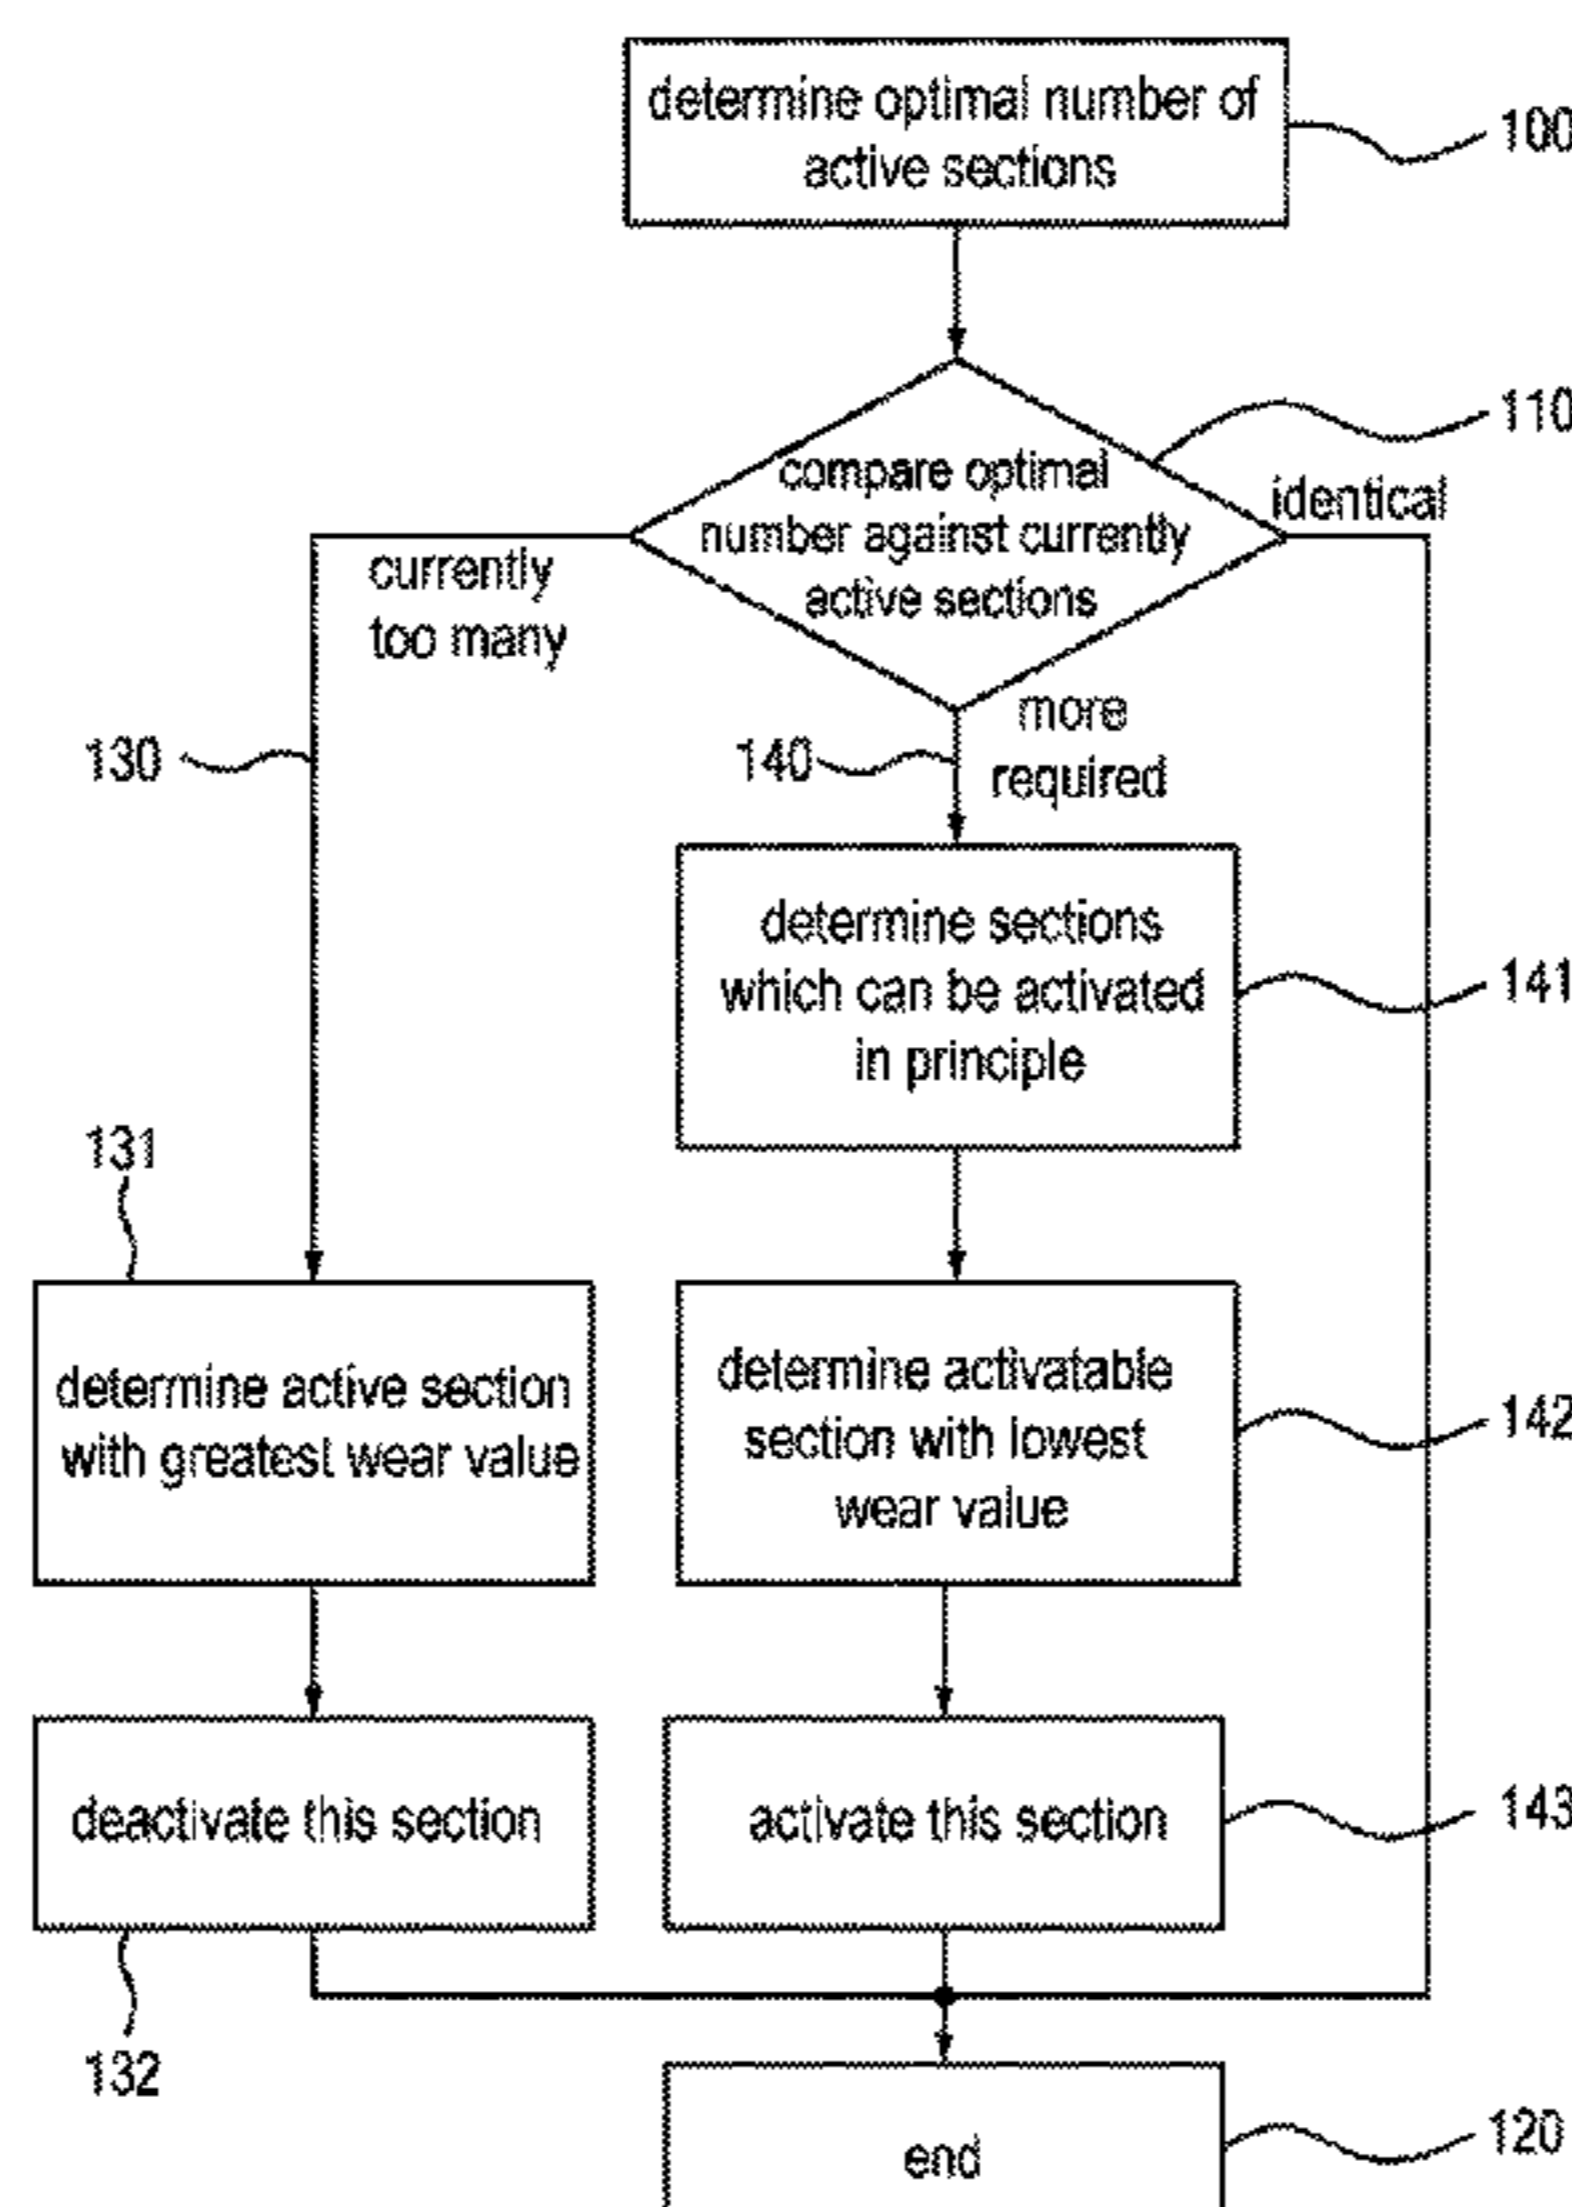 determine optimal number of
active sections
100
compare optimal
number against currently
active sections
110
identical
currently
too many
130
140
more
required
determine sections
which can be activated
in principle
141
131
determine active section
with greatest wear value
determine activatable
section with lowest
wear value
142
deactivate this section
132
activate this section
143
end
120